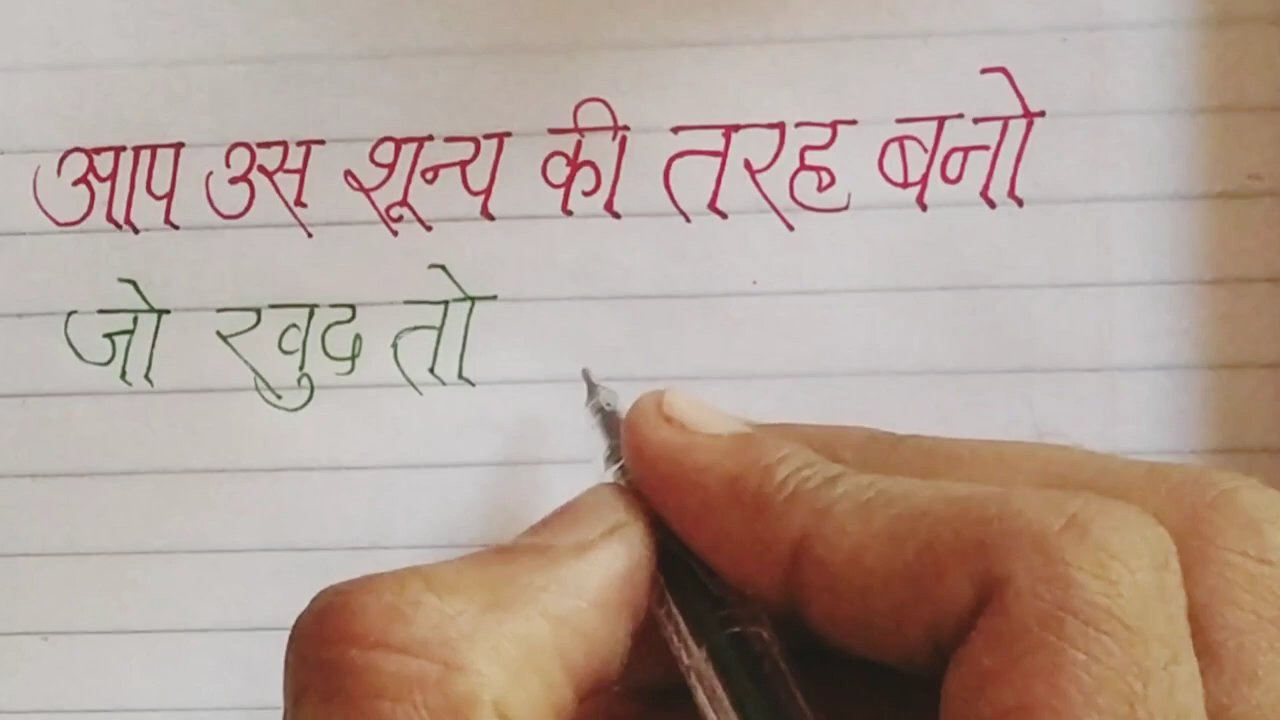 आप उस शून्य की तरह बनो
जो खुद तो